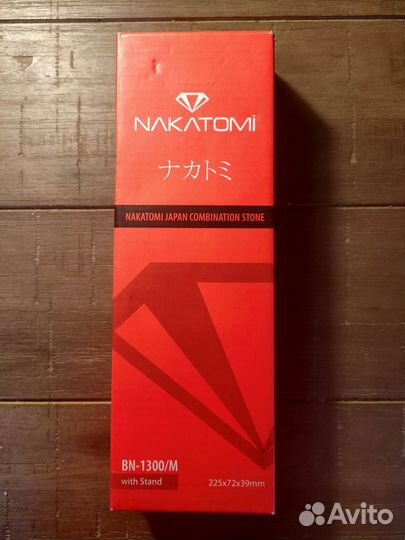 NAKATOMI
ナカトミ
NAKATOMI JAPAN COMBINATION STONE
BN-1300/M
with Stand 225x72x39mm
Avito